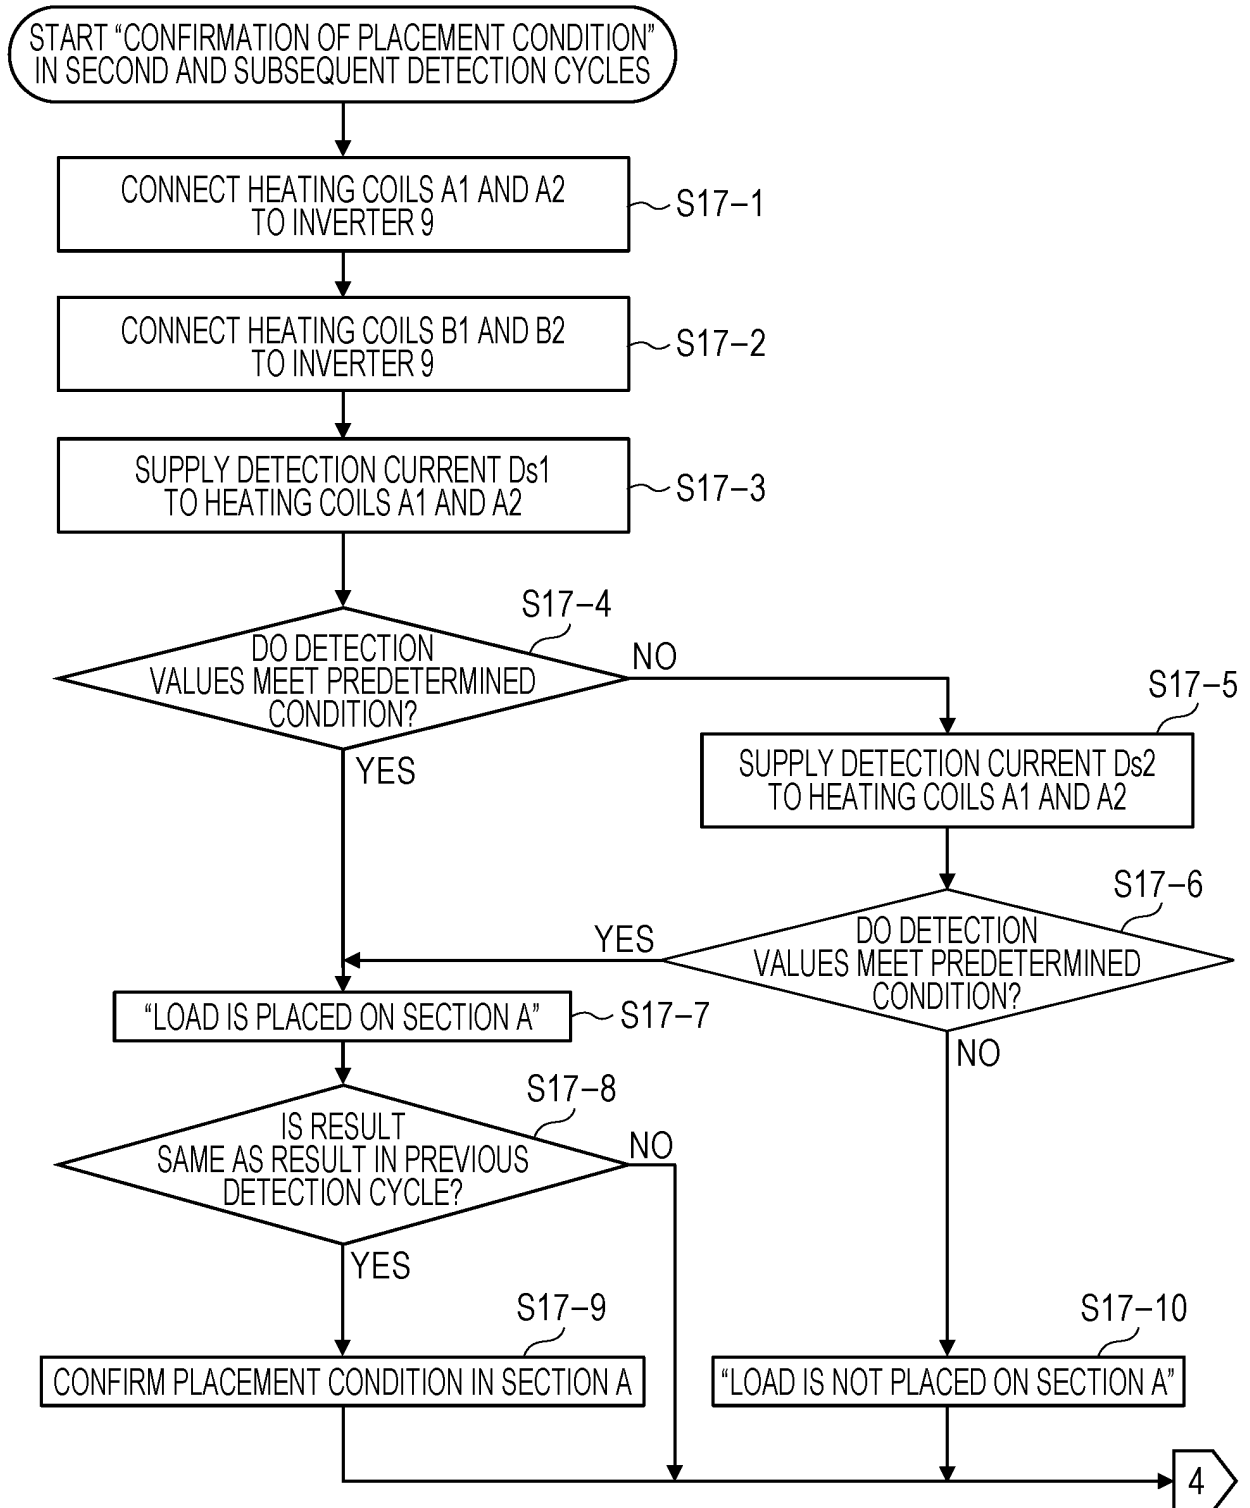 START “CONFIRMATION OF PLACEMENT CONDITION”
IN SECOND AND SUBSEQUENT DETECTION CYCLES
CONNECT HEATING COILS A1 AND A2
TO INVERTER 9
S17-1
CONNECT HEATING COILS B1 AND B2
TO INVERTER 9
S17-2
SUPPLY DETECTION CURRENT Ds1
TO HEATING COILS A1 AND A2
S17-3
S17-4
DO DETECTION
VALUES MEET PREDETERMINED
CONDITION?
NO
YES
S17-5
SUPPLY DETECTION CURRENT Ds2
TO HEATING COILS A1 AND A2
S17-6
DO DETECTION
VALUES MEET PREDETERMINED
CONDITION?
YES
NO
“LOAD IS PLACED ON SECTION A”
S17-7
S17-8
IS RESULT
SAME AS RESULT IN PREVIOUS
DETECTION CYCLE?
NO
YES
S17-9
CONFIRM PLACEMENT CONDITION IN SECTION A
S17-10
“LOAD IS NOT PLACED ON SECTION A”
4